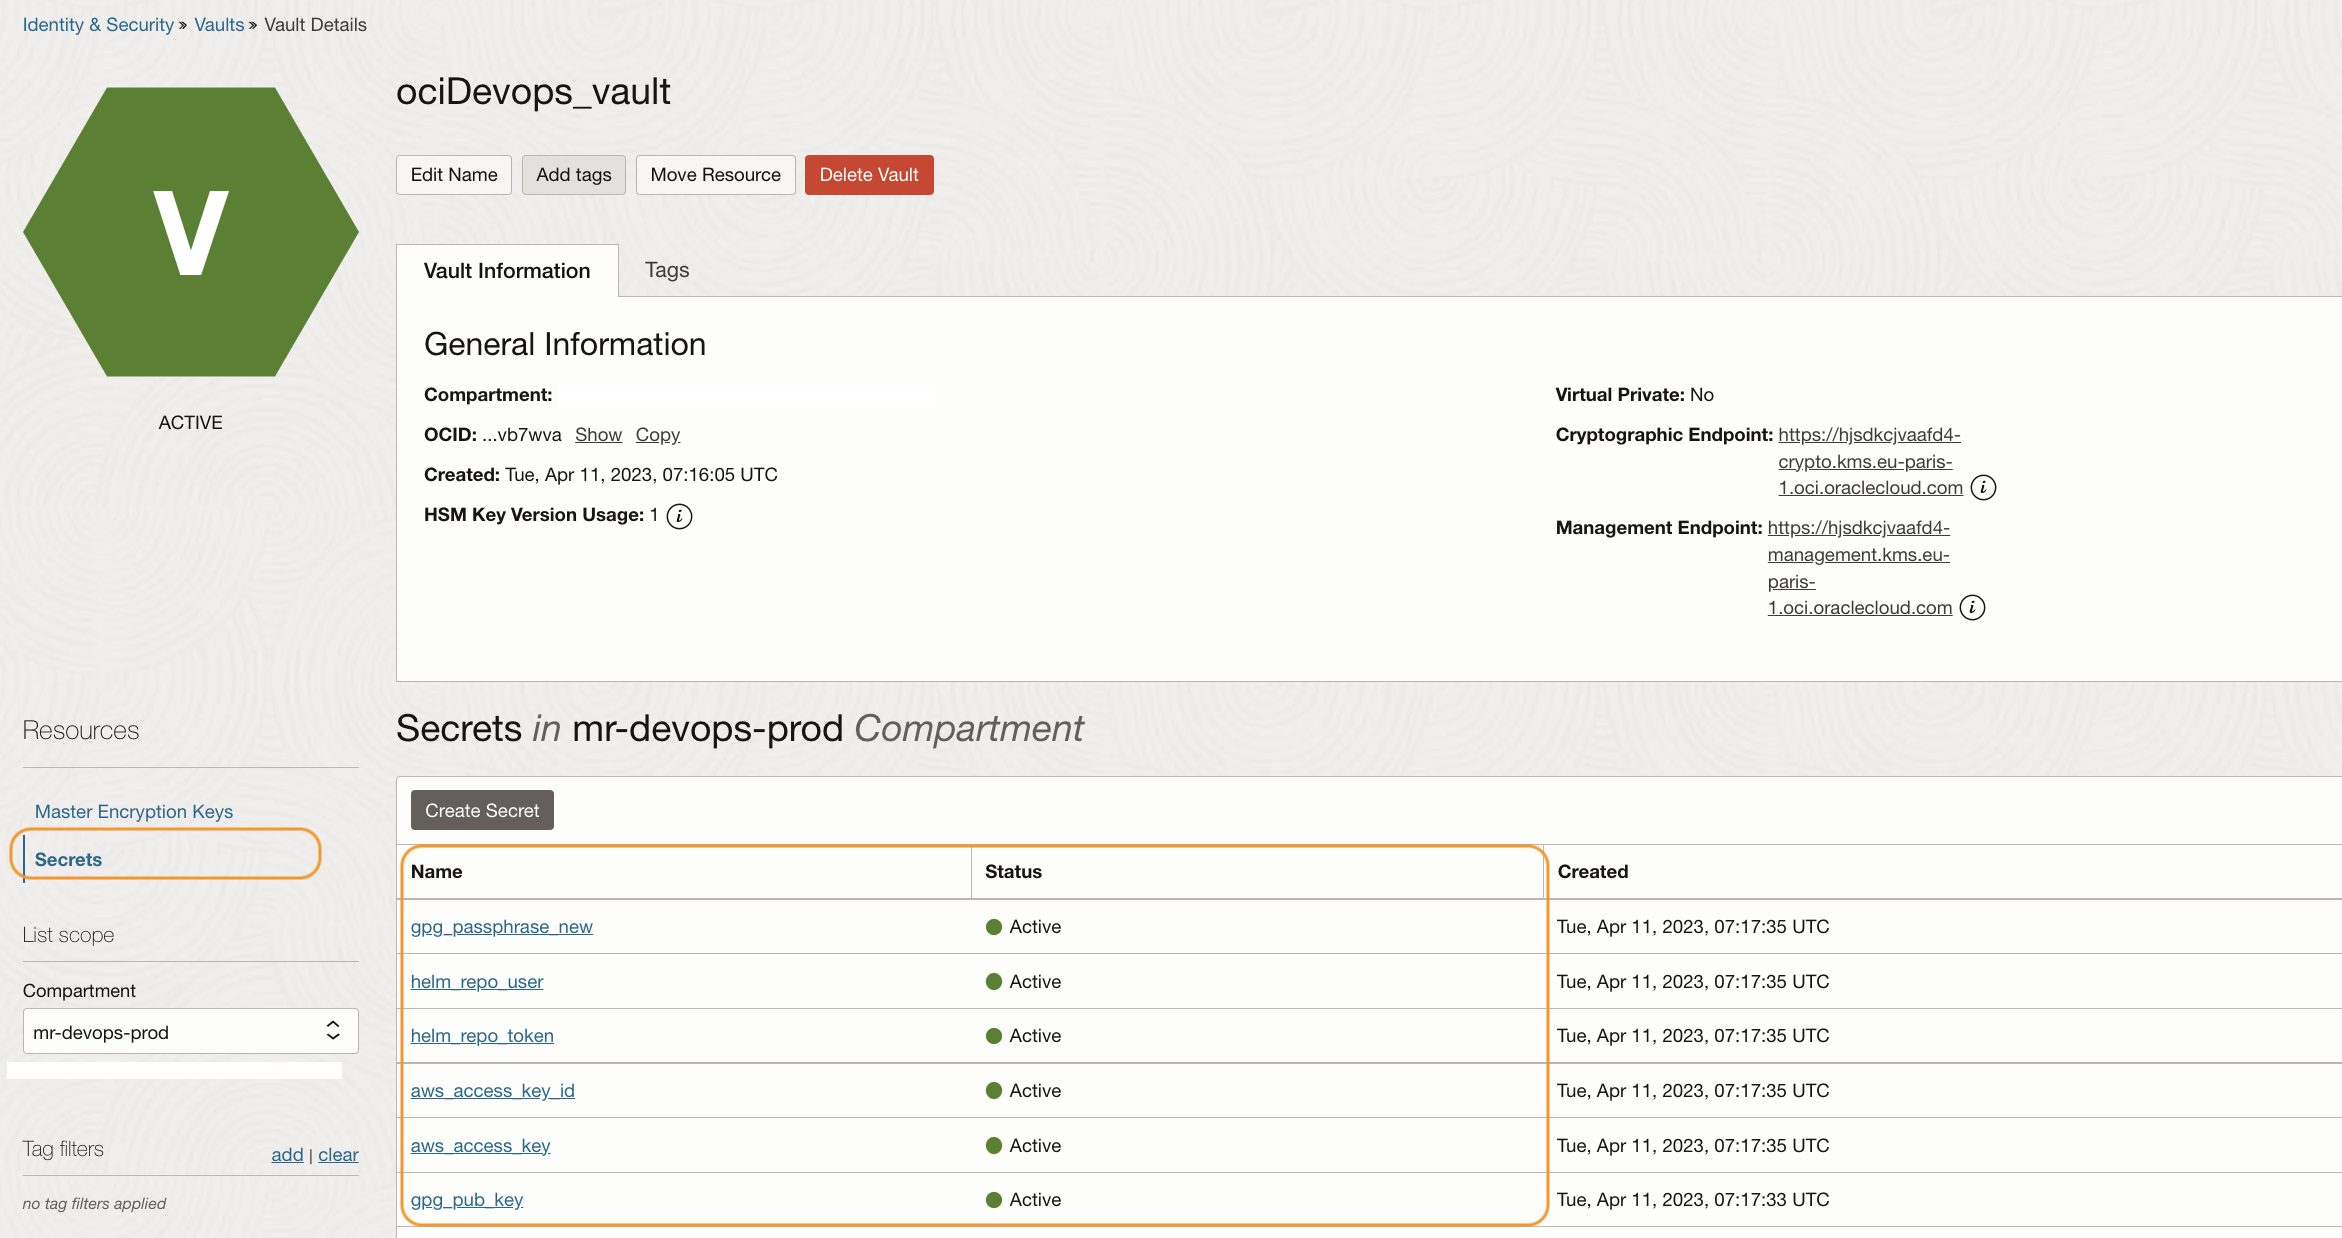 Identity & Security » Vaults » Vault Details
V
ACTIVE
ociDevops_vault
Edit Name Add tags Move Resource Delete Vault
Vault Information Tags
General Information
Compartment:
OCID: ...vb7wva Show Copy
Created: Tue, Apr 11, 2023, 07:16:05 UTC
HSM Key Version Usage: 1 i
Virtual Private: No
Cryptographic Endpoint: https://hjsdkcjvaafd4-
crypto.kms.eu-paris-
1.oci.oraclecloud.com i
Management Endpoint: https://hjsdkcjvaafd4-
management.kms.eu-
paris-
1.oci.oraclecloud.com i
Resources
Master Encryption Keys
Secrets
List scope
Compartment
mr-devops-prod
Tag filters add | clear
no tag filters applied
Secrets in mr-devops-prod Compartment
Create Secret
Name Status Created
gpg_passphrase_new Active Tue, Apr 11, 2023, 07:17:35 UTC
helm_repo_user Active Tue, Apr 11, 2023, 07:17:35 UTC
helm_repo_token Active Tue, Apr 11, 2023, 07:17:35 UTC
aws_access_key_id Active Tue, Apr 11, 2023, 07:17:35 UTC
aws_access_key Active Tue, Apr 11, 2023, 07:17:35 UTC
gpg_pub_key Active Tue, Apr 11, 2023, 07:17:33 UTC